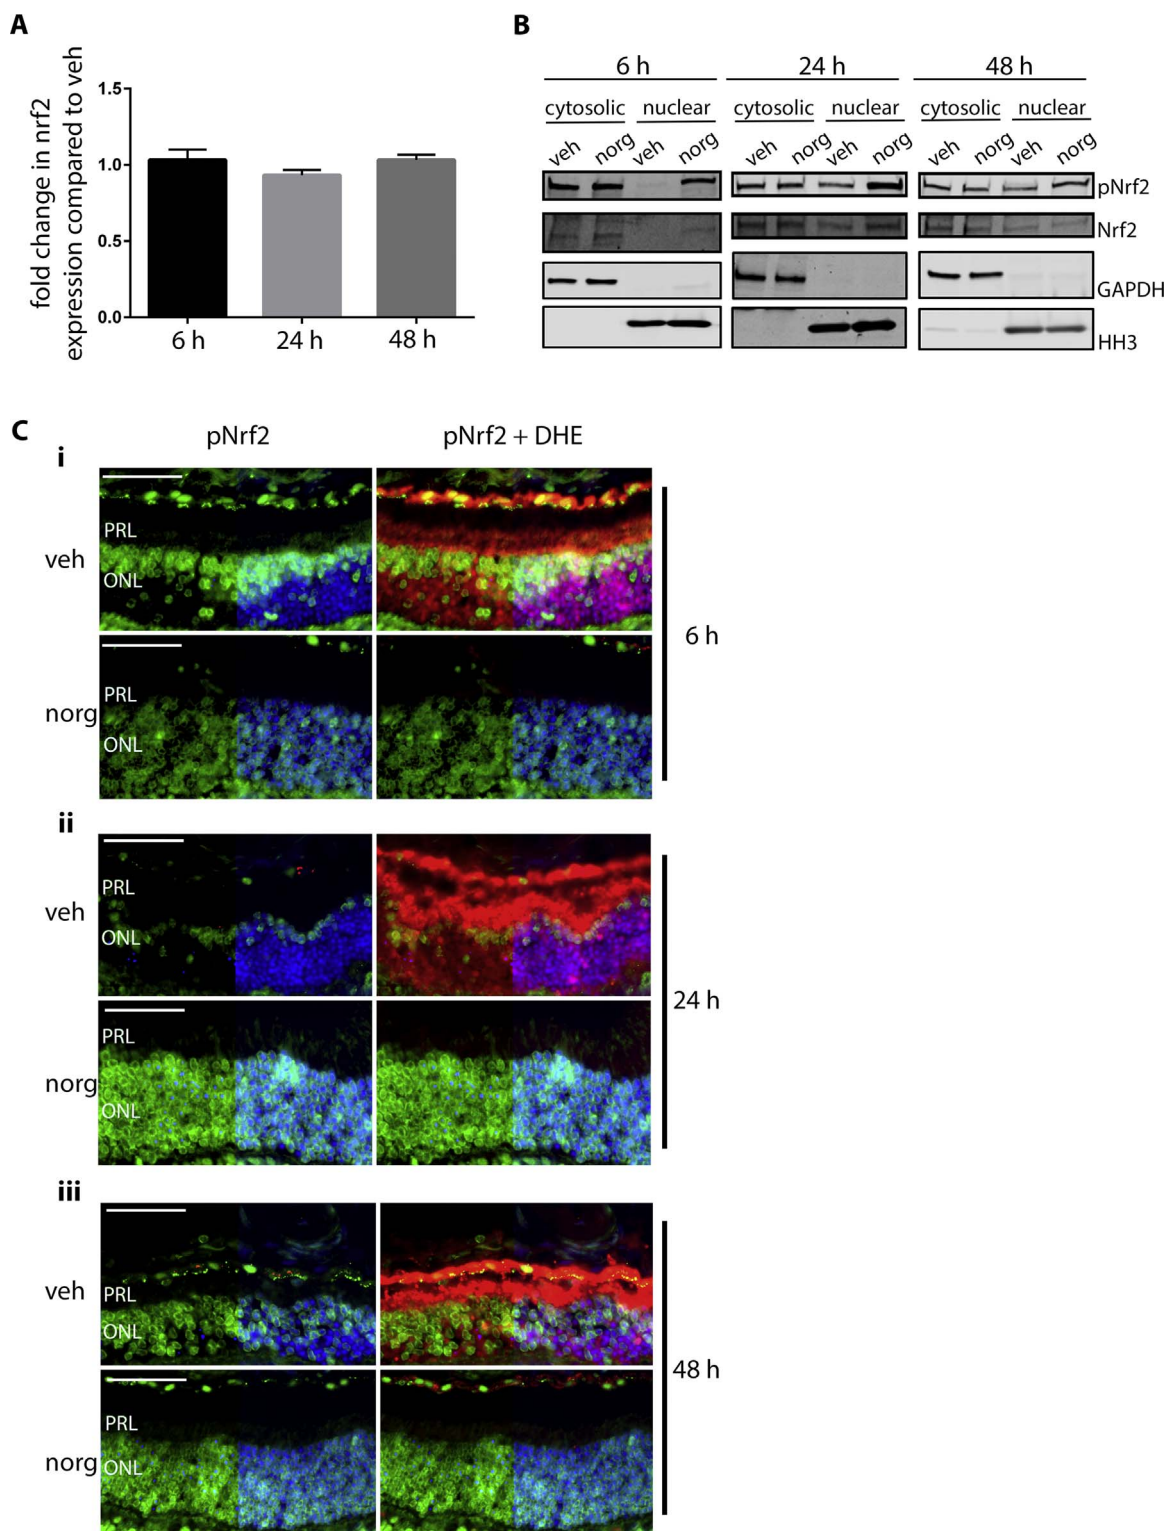 A
fold change in nrf2
expression compared to veh
1.5
1.0
0.5
0.0
6 h 24 h 48 h
B
6 h 24 h 48 h
cytosolic nuclear cytosolic nuclear cytosolic nuclear
veh norg veh norg veh norg veh norg veh norg veh norg
pNrf2
Nrf2
GAPDH
HH3
C
pNrf2 pNrf2 + DHE
i
veh
PRL
ONL
norg
PRL
ONL
6 h
ii
veh
PRL
ONL
norg
PRL
ONL
24 h
iii
veh
PRL
ONL
norg
PRL
ONL
48 h